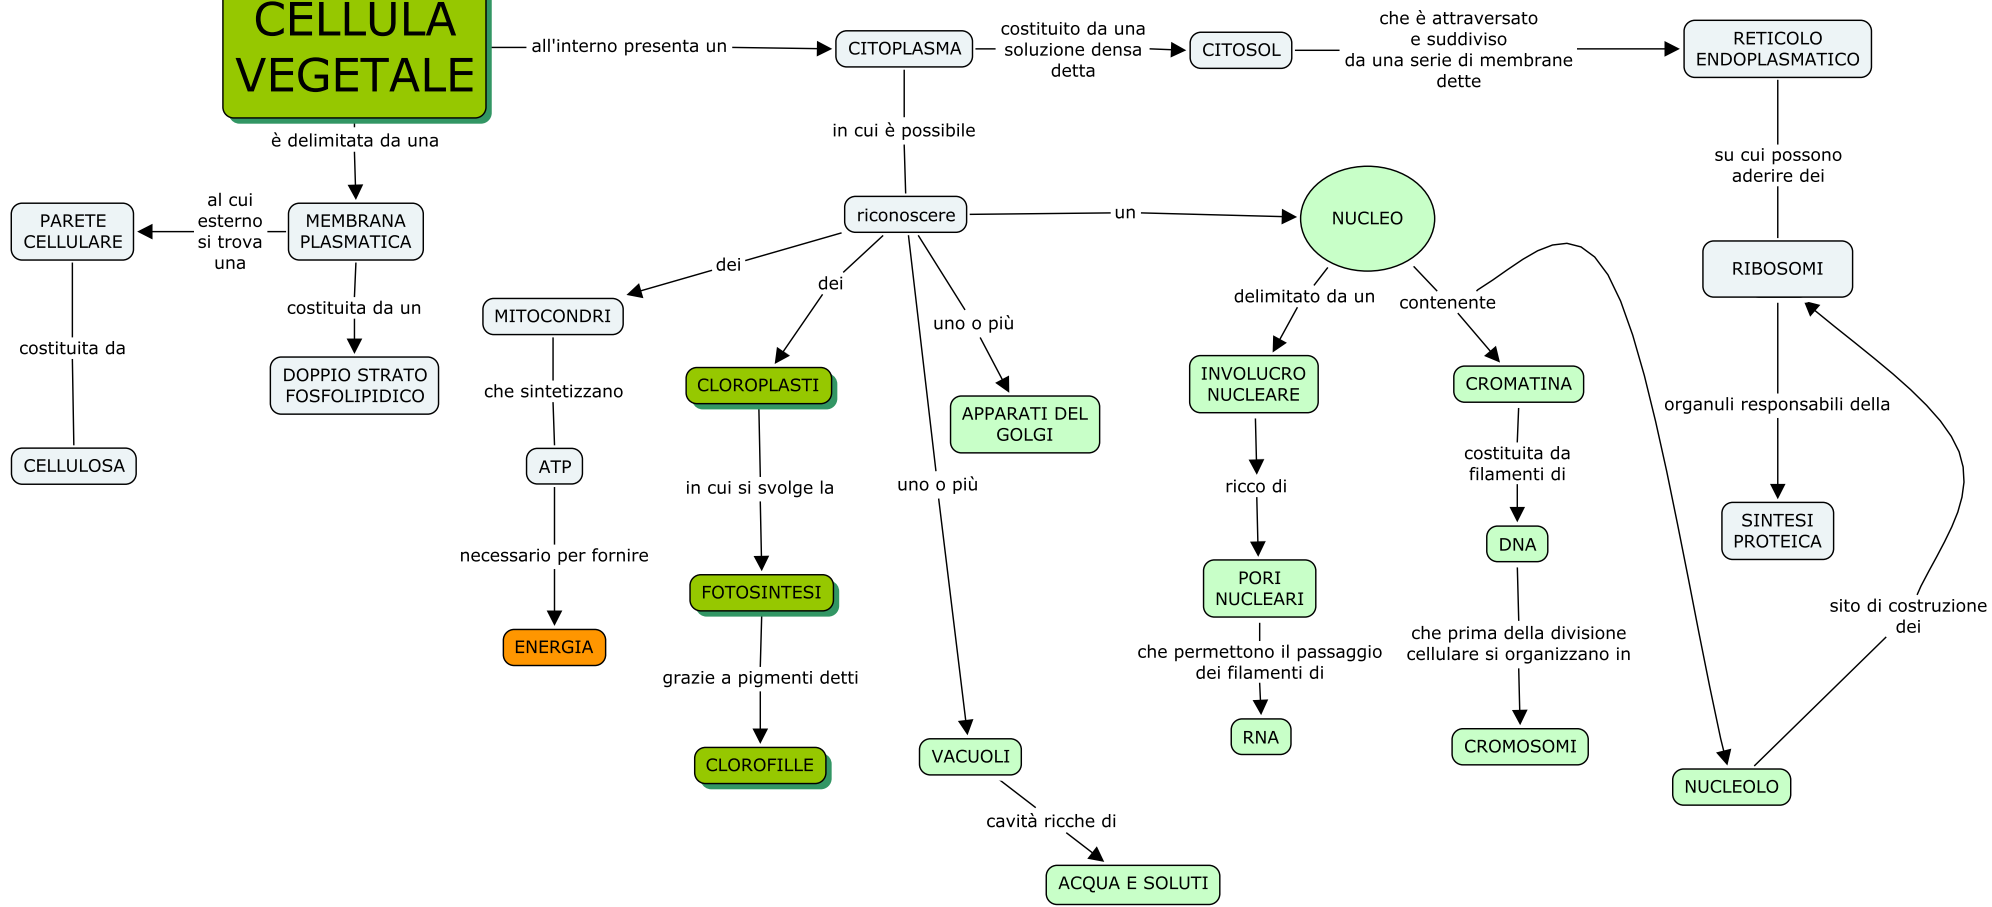 CELLULA
VEGETALE
all'interno presenta un
CITOPLASMA
costituito da una
soluzione densa
detta
CITOSOL
che è attraversato
e suddiviso
da una serie di membrane
dette
RETICOLO
ENDOPLASMATICO
è delimitata da una
in cui è possibile
su cui possono
aderire dei
PARETE
CELLULARE
al cui
esterno
si trova
una
MEMBRANA
PLASMATICA
riconoscere
un
NUCLEO
RIBOSOMI
costituita da
CELLULOSA
costituita da un
DOPPIO STRATO
FOSFOLIPIDICO
dei
MITOCONDRI
che sintetizzano
ATP
necessario per fornire
ENERGIA
dei
CLOROPLASTI
in cui si svolge la
FOTOSINTESI
grazie a pigmenti detti
CLOROFILLE
uno o più
APPARATI DEL
GOLGI
uno o più
VACUOLI
cavità ricche di
ACQUA E SOLUTI
delimitato da un
INVOLUCRO
NUCLEARE
ricco di
PORI
NUCLEARI
che permettono il passaggio
dei filamenti di
RNA
contenente
CROMATINA
costituita da
filamenti di
DNA
che prima della divisione
cellulare si organizzano in
CROMOSOMI
NUCLEOLO
sito di costruzione
dei
organuli responsabili della
SINTESI
PROTEICA